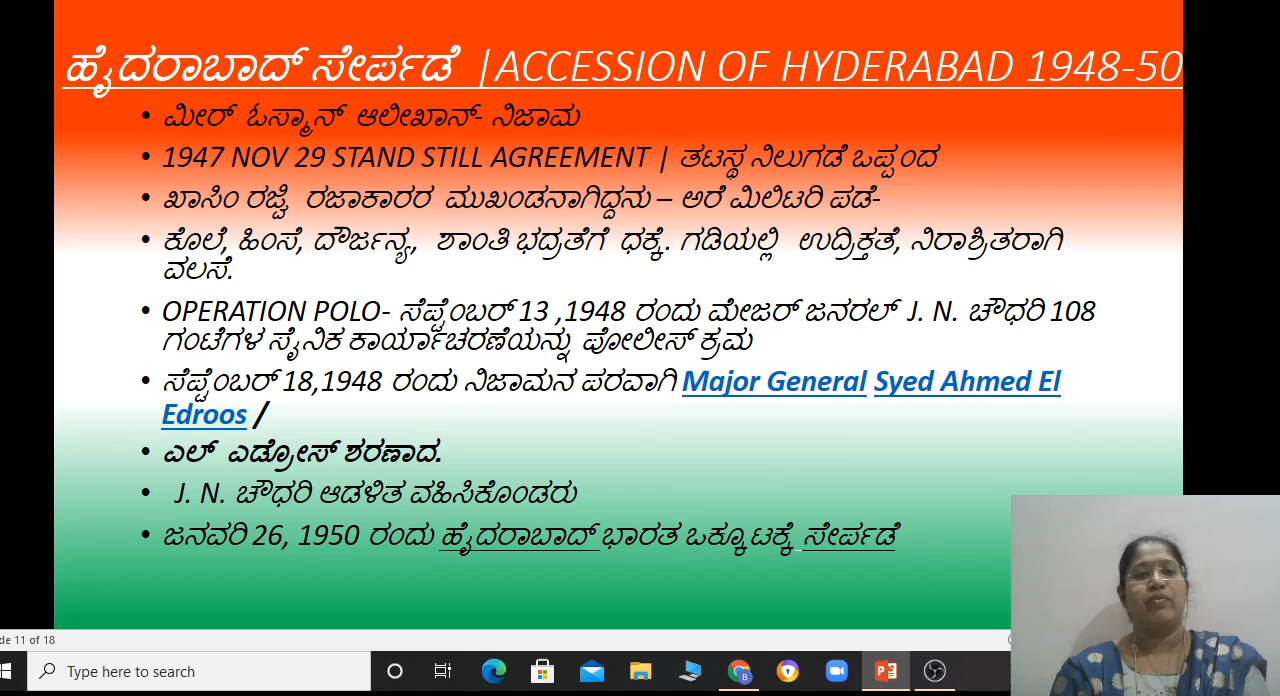 ಹೈದರಾಬಾದ್ ಸೇರ್ಪಡೆ |ACCESSION OF HYDERABAD 1948-50
• ಮೀರ್ ಓಸ್ಮಾನ್ ಆಲೀಖಾನ್- ನಿಜಾಮ
• 1947 NOV 29 STAND STILL AGREEMENT | ತಟಸ್ಥ ನಿಲುಗಡೆ ಒಪ್ಪಂದ
• ಖಾಸಿಂ ರಜ್ವಿ ರಜಾಕಾರರ ಮುಖಂಡನಾಗಿದ್ದನು – ಅರೆ ಮಿಲಿಟರಿ ಪಡೆ-
• ಕೊಲೆ, ಹಿಂಸೆ, ದೌರ್ಜನ್ಯ, ಶಾಂತಿ ಭದ್ರತೆಗೆ ಧಕ್ಕೆ. ಗಡಿಯಲ್ಲಿ ಉದ್ರಿಕ್ತತೆ, ನಿರಾಶ್ರಿತರಾಗಿ
ವಲಸೆ.
• OPERATION POLO- ಸೆಪ್ಟೆಂಬರ್ 13 ,1948 ರಂದು ಮೇಜರ್ ಜನರಲ್ J. N. ಚೌಧರಿ 108
ಗಂಟೆಗಳ ಸೈನಿಕ ಕಾರ್ಯಾಚರಣೆಯನ್ನು ಪೋಲೀಸ್ ಕ್ರಮ
• ಸೆಪ್ಟೆಂಬರ್ 18,1948 ರಂದು ನಿಜಾಮನ ಪರವಾಗಿ Major General Syed Ahmed El
Edroos /
• ಎಲ್ ಎಡ್ರೋಸ್ ಶರಣಾದ.
• J. N. ಚೌಧರಿ ಆಡಳಿತ ವಹಿಸಿಕೊಂಡರು
• ಜನವರಿ 26, 1950 ರಂದು ಹೈದರಾಬಾದ್ ಭಾರತ ಒಕ್ಕೂಟಕ್ಕೆ ಸೇರ್ಪಡೆ
de 11 of 18
Type here to search